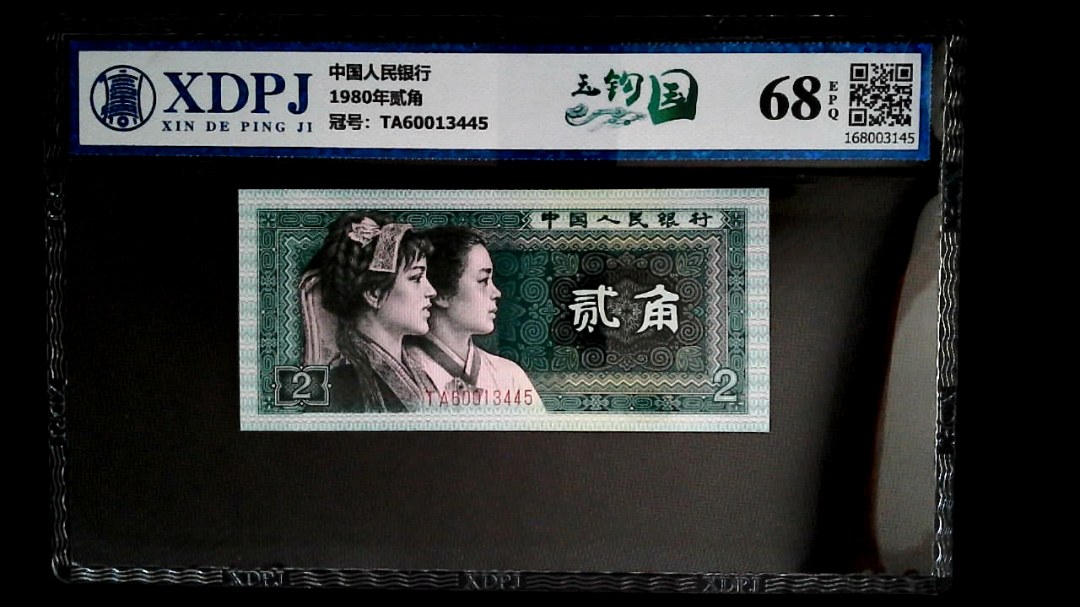 XDPJ
XIN DE PING JI
中国人民银行
1980年贰角
冠号：TA60013445
玉钩国
68
EPQ
168003145
中国人民银行
贰角
2
2
TA60013445
XDPJ
XDPJ
XDPJ